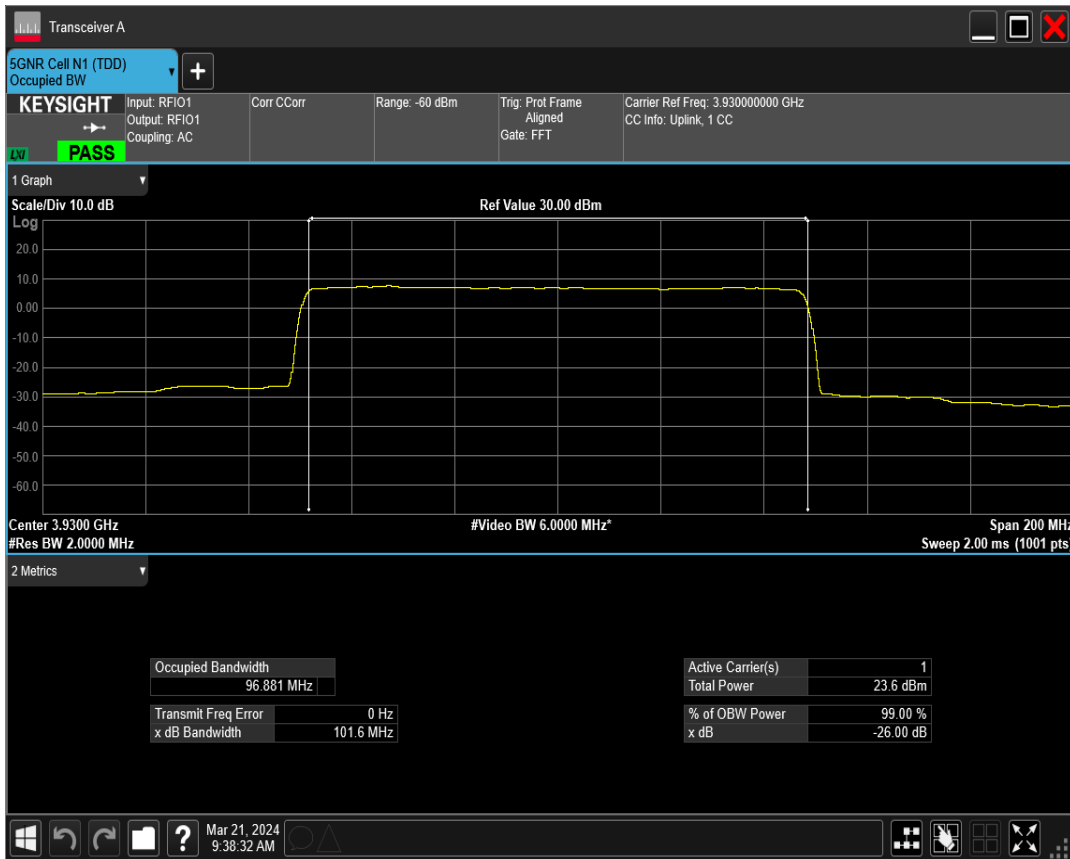 Transceiver A
5GNR Cell N1 (TDD)
Occupied BW
+
KEYSIGHT
LXI
PASS
Input: RFIO1
Output: RFIO1
Coupling: AC
Corr CCorr
Range: -60 dBm
Trig: Prot Frame
Aligned
Gate: FFT
Carrier Ref Freq: 3.930000000 GHz
CC Info: Uplink, 1 CC
1 Graph
Scale/Div 10.0 dB
Ref Value 30.00 dBm
Log
20.0
10.0
0.00
-10.0
-20.0
-30.0
-40.0
-50.0
-60.0
Center 3.9300 GHz
#Video BW 6.0000 MHz*
Span 200 MHz
#Res BW 2.0000 MHz
Sweep 2.00 ms (1001 pts)
2 Metrics
Occupied Bandwidth
96.881 MHz
Transmit Freq Error 0 Hz
x dB Bandwidth 101.6 MHz
Active Carrier(s) 1
Total Power 23.6 dBm
% of OBW Power 99.00 %
x dB -26.00 dB
?
Mar 21, 2024
9:38:32 AM